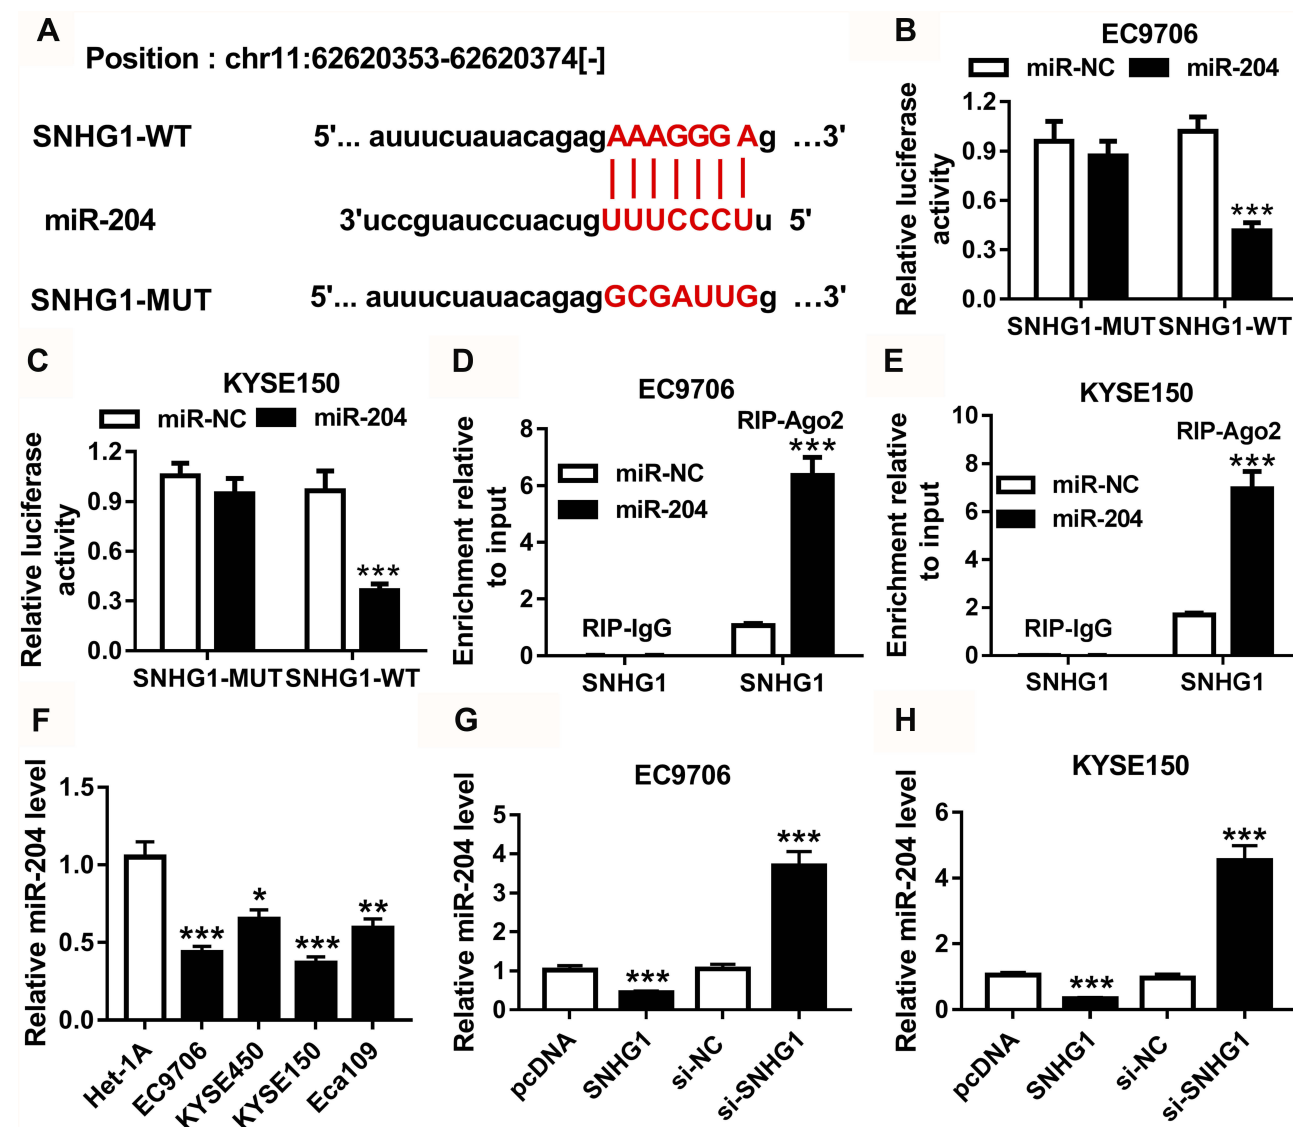 A
Position : chr11:62620353-62620374[-]
SNHG1-WT 5'... auuucuauacagagAAAGGG Ag ...3'
miR-204 3'uccguauccuacugUUUCCCUu 5'
SNHG1-MUT 5'... auuucuauacagagGCGAUUGg ...3'
B
EC9706
miR-NC miR-204
Relative luciferase
activity
1.2
0.9
0.6
0.3
0.0
***
SNHG1-MUT SNHG1-WT
C
KYSE150
miR-NC miR-204
Relative luciferase
activity
1.2
0.9
0.6
0.3
0.0
***
SNHG1-MUT SNHG1-WT
D
EC9706
Enrichment relative
to input
8
6
4
2
0
miR-NC
miR-204
RIP-Ago2
***
RIP-IgG
SNHG1 SNHG1
E
KYSE150
Enrichment relative
to input
10
8
6
4
2
0
miR-NC
miR-204
RIP-Ago2
***
RIP-IgG
SNHG1 SNHG1
F
Relative miR-204 level
1.5
1.0
0.5
0.0
*** * *** **
Het-1A EC9706 KYSE450 KYSE150 Eca109
G
EC9706
Relative miR-204 level
5
4
3
2
1
0
*** ***
pcDNA SNHG1 si-NC si-SNHG1
H
KYSE150
Relative miR-204 level
6
4
2
0
*** ***
pcDNA SNHG1 si-NC si-SNHG1